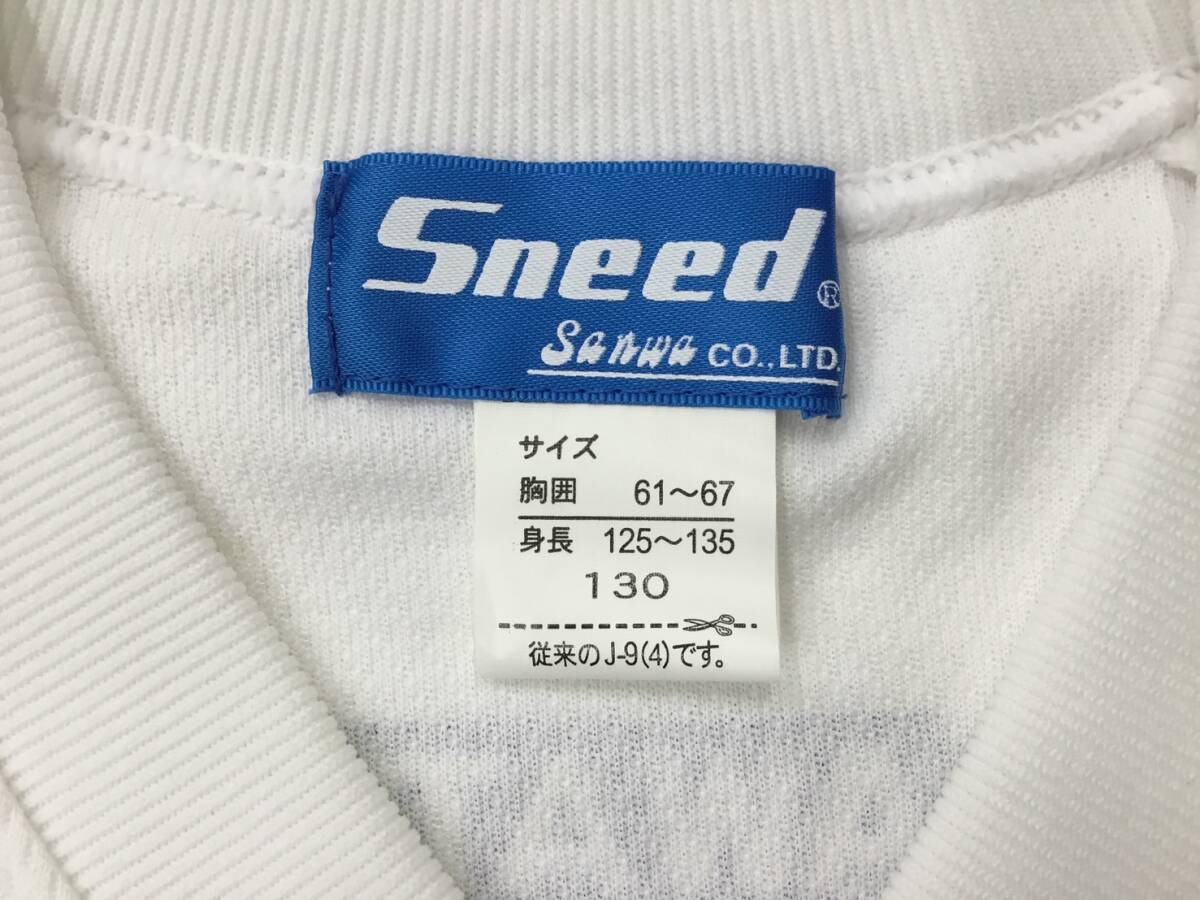 Sneed®
Sanwa CO.,LTD.
サイズ
胸囲 61～67
身長 125～135
130
従来のJ-9(4)です。